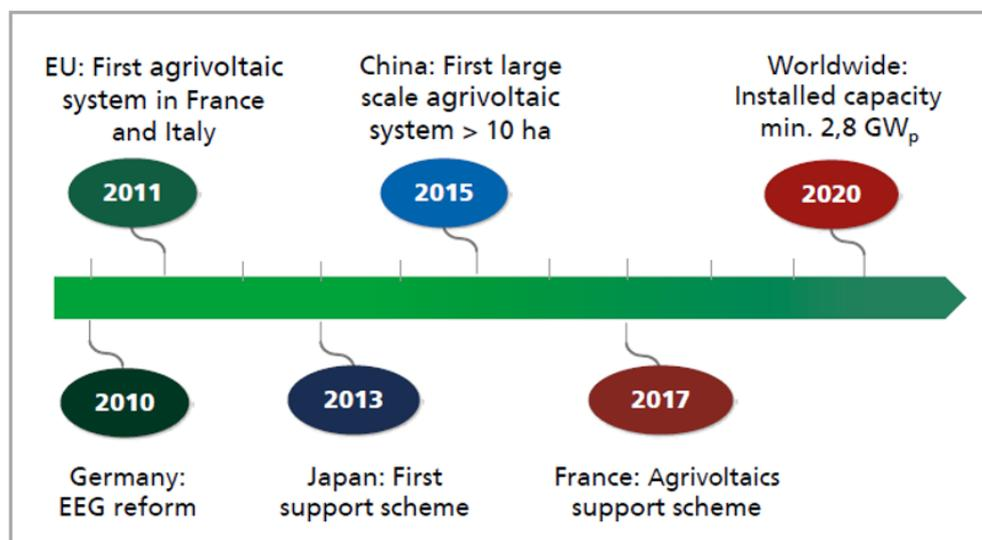 EU: First agrivoltaic
system in France
and Italy
2011
China: First large
scale agrivoltaic
system > 10 ha
2015
Worldwide:
Installed capacity
min. 2,8 GWp
2020
2010
Germany:
EEG reform
2013
Japan: First
support scheme
2017
France: Agrivoltaics
support scheme